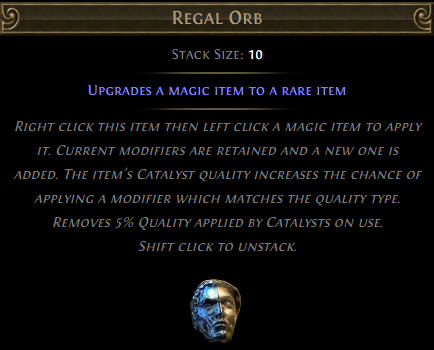 Regal Orb
Stack Size: 10
Upgrades a magic item to a rare item
Right click this item then left click a magic item to apply
it. Current modifiers are retained and a new one is
added. The item's Catalyst quality increases the chance of
applying a modifier which matches the quality type.
Removes 5% Quality applied by Catalysts on use.
Shift click to unstack.